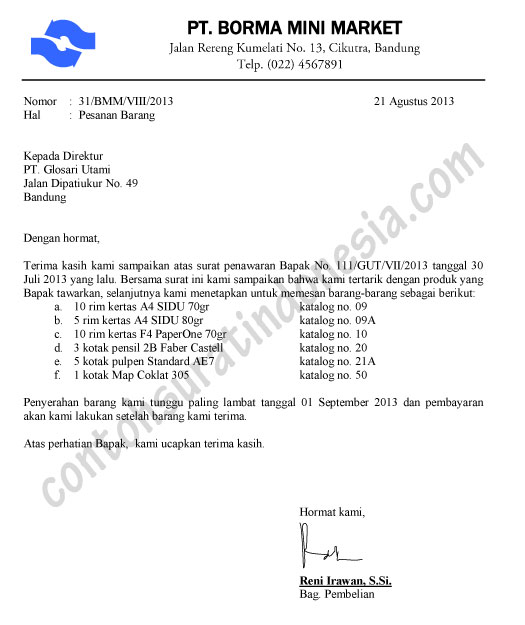 PT. BORMA MINI MARKET
Jalan Rereng Kumelati No. 13, Cikutra, Bandung
Telp. (022) 4567891
Nomor : 31/BMM/VIII/2013 21 Agustus 2013
Hal : Pesanan Barang
Kepada Direktur
PT. Glosari Utami
Jalan Dipatiukur No. 49
Bandung
Dengan hormat,
Terima kasih kami sampaikan atas surat penawaran Bapak No. 111/GUT/VII/2013 tanggal 30
Juli 2013 yang lalu. Bersama surat ini kami sampaikan bahwa kami tertarik dengan produk yang
Bapak tawarkan, selanjutnya kami menetapkan untuk memesan barang-barang sebagai berikut:
a. 10 rim kertas A4 SIDU 70gr katalog no. 09
b. 5 rim kertas A4 SIDU 80gr katalog no. 09A
c. 10 rim kertas F4 PaperOne 70gr katalog no. 10
d. 3 kotak pensil 2B Faber Castell katalog no. 20
e. 5 kotak pulpen Standard AE7 katalog no. 21A
f. 1 kotak Map Coklat 305 katalog no. 50
Penyerahan barang kami tunggu paling lambat tanggal 01 September 2013 dan pembayaran
akan kami lakukan setelah barang kami terima.
Atas perhatian Bapak, kami ucapkan terima kasih.
Hormat kami,
Reni Irawan, S.Si.
Bag. Pembelian
contohsuratindonesia.com